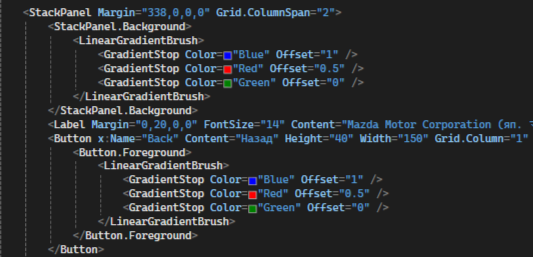 <StackPanel Margin="338,0,0,0" Grid.ColumnSpan="2">
<StackPanel.Background>
<LinearGradientBrush>
<GradientStop Color="Blue" Offset="1" />
<GradientStop Color="Red" Offset="0.5" />
<GradientStop Color="Green" Offset="0" />
</LinearGradientBrush>
</StackPanel.Background>
<Label Margin="0,20,0,0" FontSize="14" Content="Mazda Motor Corporation (яп.
<Button x:Name="Back" Content="Назад" Height="40" Width="150" Grid.Column="1"
<Button.Foreground>
<LinearGradientBrush>
<GradientStop Color="Blue" Offset="1" />
<GradientStop Color="Red" Offset="0.5" />
<GradientStop Color="Green" Offset="0" />
</LinearGradientBrush>
</Button.Foreground>
</Button>